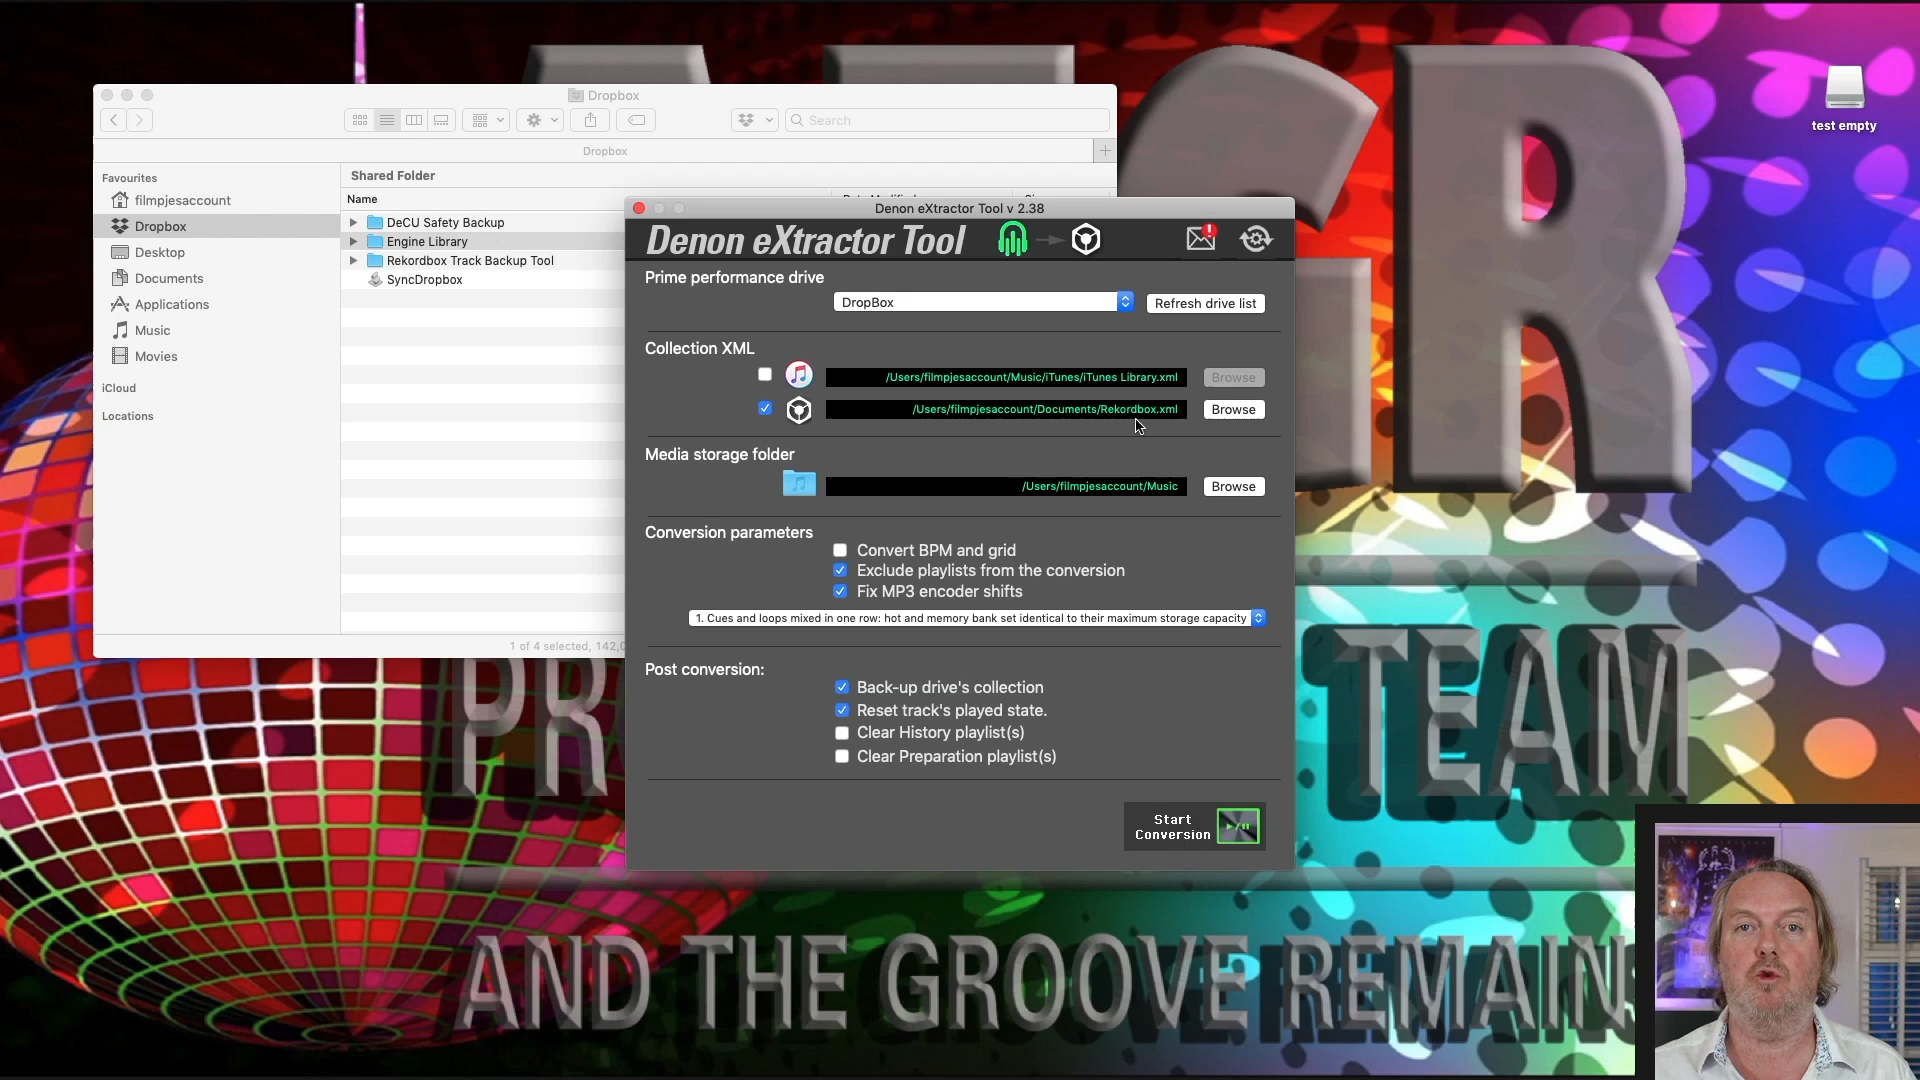 Dropbox
Search
Dropbox
Favourites
filmpjesaccount
Dropbox
Desktop
Documents
Applications
Music
Movies
iCloud
Locations
Shared Folder
Name
DeCU Safety Backup
Engine Library
Rekordbox Track Backup Tool
SyncDropbox
1 of 4 selected,
test empty
Denon eXtractor Tool v 2.38
Denon eXtractor Tool
Prime performance drive
DropBox
Refresh drive list
Collection XML
/Users/filmpjesaccount/Music/iTunes/iTunes Library.xml
Browse
/Users/filmpjesaccount/Documents/Rekordbox.xml
Browse
Media storage folder
/Users/filmpjesaccount/Music
Browse
Conversion parameters
Convert BPM and grid
Exclude playlists from the conversion
Fix MP3 encoder shifts
1. Cues and loops mixed in one row: hot and memory bank set identical to their maximum storage capacity
Post conversion:
Back-up drive's collection
Reset track's played state.
Clear History playlist(s)
Clear Preparation playlist(s)
Start
Conversion
TEAM
AND THE GROOVE REMAIN